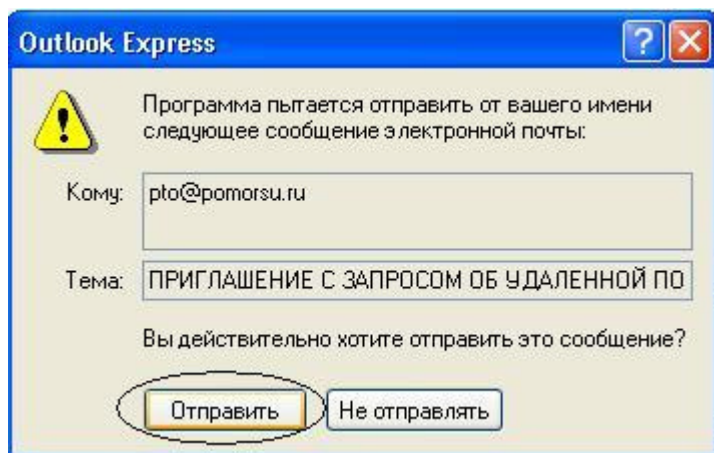 Outlook Express
Программа пытается отправить от вашего имени
следующее сообщение электронной почты:
Кому: pto@pomorsu.ru
Тема: ПРИГЛАШЕНИЕ С ЗАПРОСОМ ОБ УДАЛЕННОЙ ПО
Вы действительно хотите отправить это сообщение?
Отправить Не отправлять